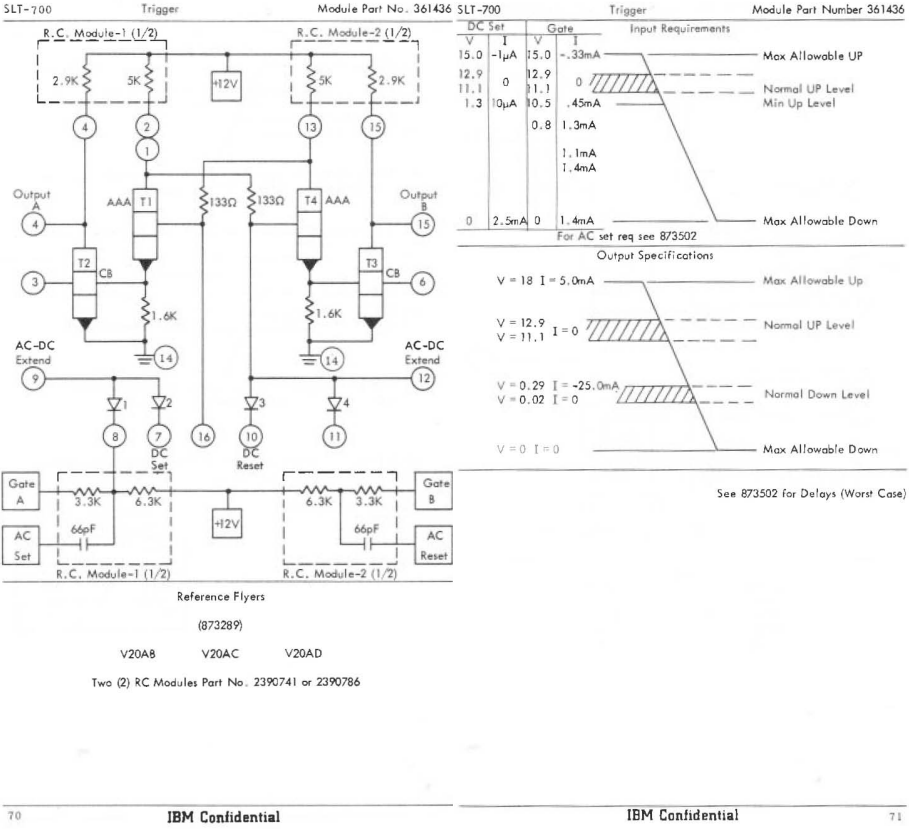 SLT-700 Trigger Module Part No. 361436
R.C. Module-1 (1/2) R.C. Module-2 (1/2)
2.9K 5K +12V 5K 2.9K
4 2 13 15
1
Output A AAA T1 133Ω 133Ω T4 AAA Output B
4 15
T2 CB T3 CB
3 6
1.6K 1.6K
AC-DC Extend 14 14 AC-DC Extend
9 12
1 2 3 4
8 7 16 10 11
DC Set DC Reset
Gate A 3.3K 6.3K 6.3K 3.3K Gate B
+12V
AC Set 66pF 66pF AC Reset
R.C. Module-1 (1/2) R.C. Module-2 (1/2)
Reference Flyers
(873289)
V20AB V20AC V20AD
Two (2) RC Modules Part No. 2390741 or 2390786
70 IBM Confidential
SLT-700 Trigger Module Part Number 361436
DC Set Gate Input Requirements
V I V I
15.0 -1µA 15.0 -.33mA Max Allowable UP
12.9 0 12.9 0
11.1 11.1 Normal UP Level
1.3 10µA 10.5 .45mA Min Up Level
0.8 1.3mA
1.1mA
1.4mA
0 2.5mA 0 1.4mA Max Allowable Down
For AC set req see 873502
Output Specifications
V = 18 I = 5.0mA Max Allowable Up
V = 12.9 I = 0 Normal UP Level
V = 11.1
V = 0.29 I = -25.0mA Normal Down Level
V = 0.02 I = 0
V = 0 I = 0 Max Allowable Down
See 873502 for Delays (Worst Case)
IBM Confidential 71